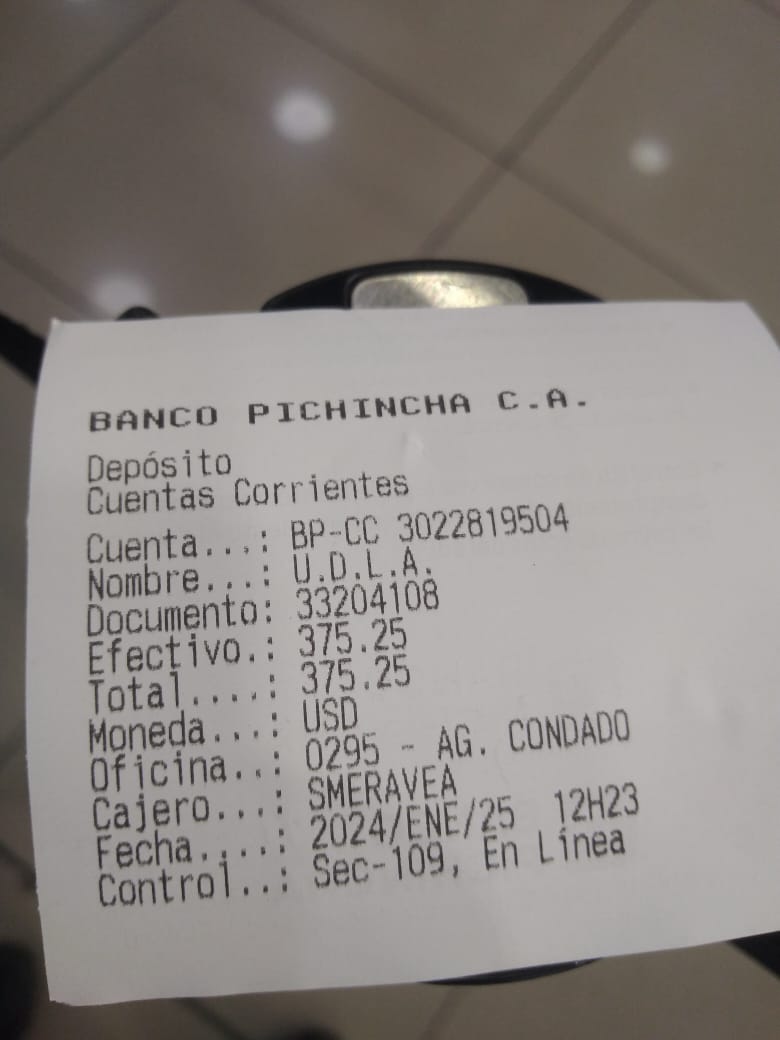 BANCO PICHINCHA C.A.
Depósito
Cuentas Corrientes
Cuenta...: BP-CC 3022819504
Nombre...: U.D.L.A.
Documento: 33204108
Efectivo.: 375.25
Total....: 375.25
Moneda...: USD
Oficina..: 0295 - AG. CONDADO
Cajero...: SMERAVEA
Fecha....: 2024/ENE/25 12H23
Control..: Sec-109, En Línea